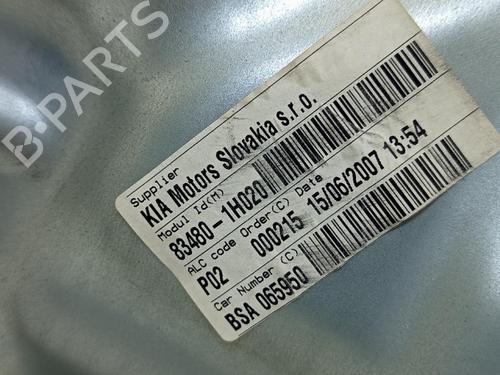 B-PARTS
Supplier
KIA Motors Slovakia s.r.o.
Modul Id(M)
83480-1H020
ALC code Order(C) Date
P02 000215 15/06/2007 13:54
Car Number (C)
BSA 065950